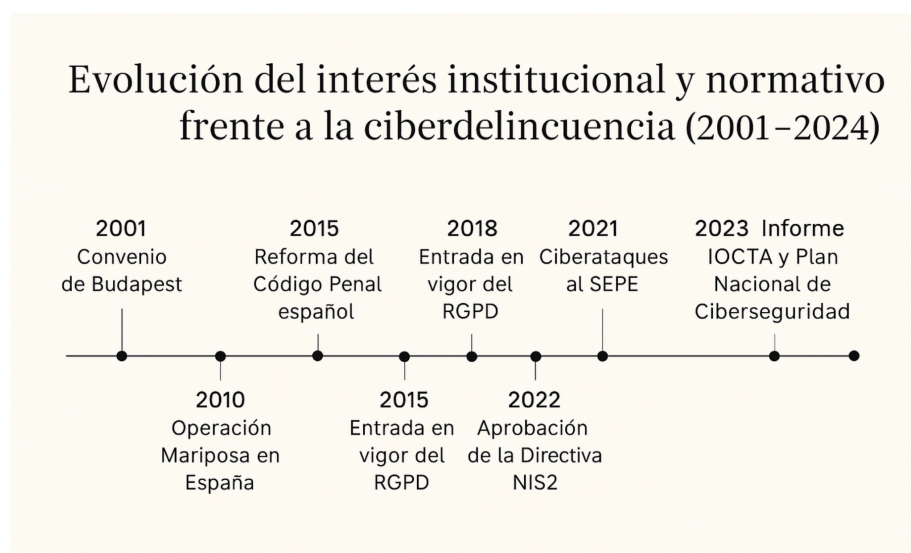 Evolución del interés institucional y normativo
frente a la ciberdelincuencia (2001–2024)
2001
Convenio
de Budapest
2010
Operación
Mariposa en
España
2015
Reforma del
Código Penal
español
2015
Entrada en
vigor del
RGPD
2018
Entrada en
vigor del
RGPD
2022
Aprobación
de la Directiva
NIS2
2021
Ciberataques
al SEPE
2023 Informe
IOCTA y Plan
Nacional de
Ciberseguridad